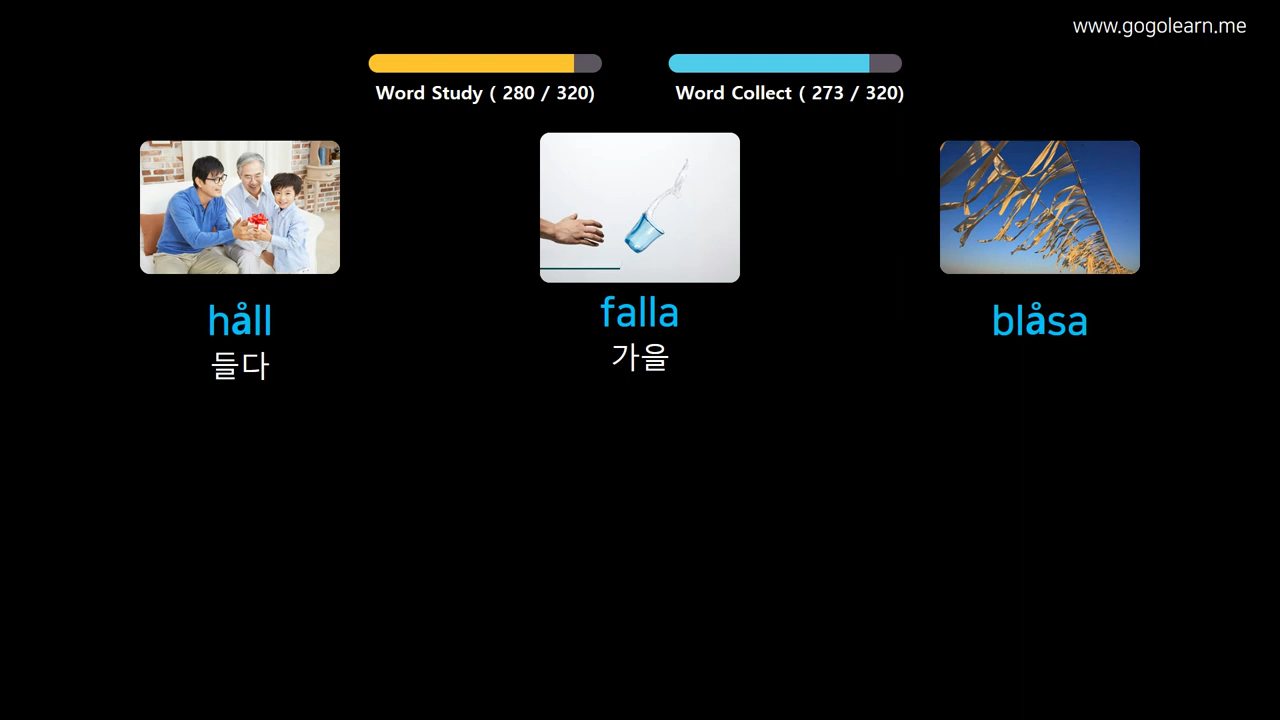 www.gogolearn.me
Word Study ( 280 / 320)
Word Collect ( 273 / 320)
håll
들다
falla
가을
blåsa